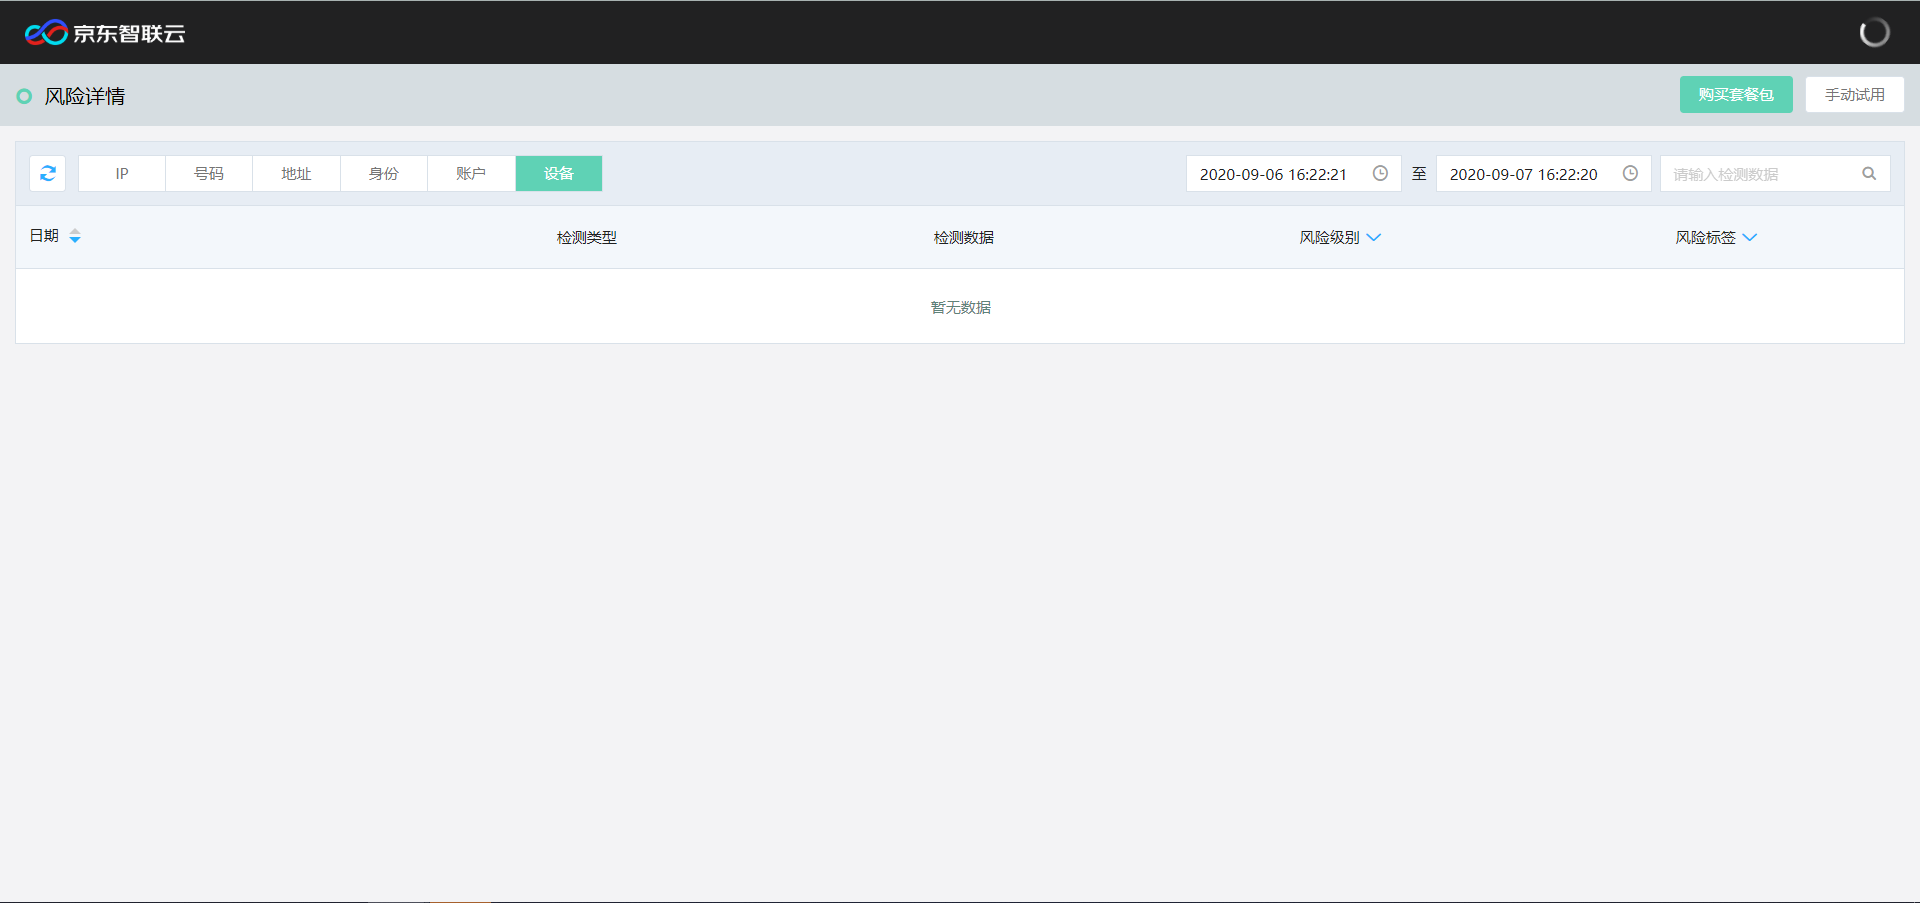 京东智联云
风险详情
购买套餐包 手动试用
IP 号码 地址 身份 账户 设备 2020-09-06 16:22:21 至 2020-09-07 16:22:20 请输入检测数据
日期 检测类型 检测数据 风险级别 风险标签
暂无数据